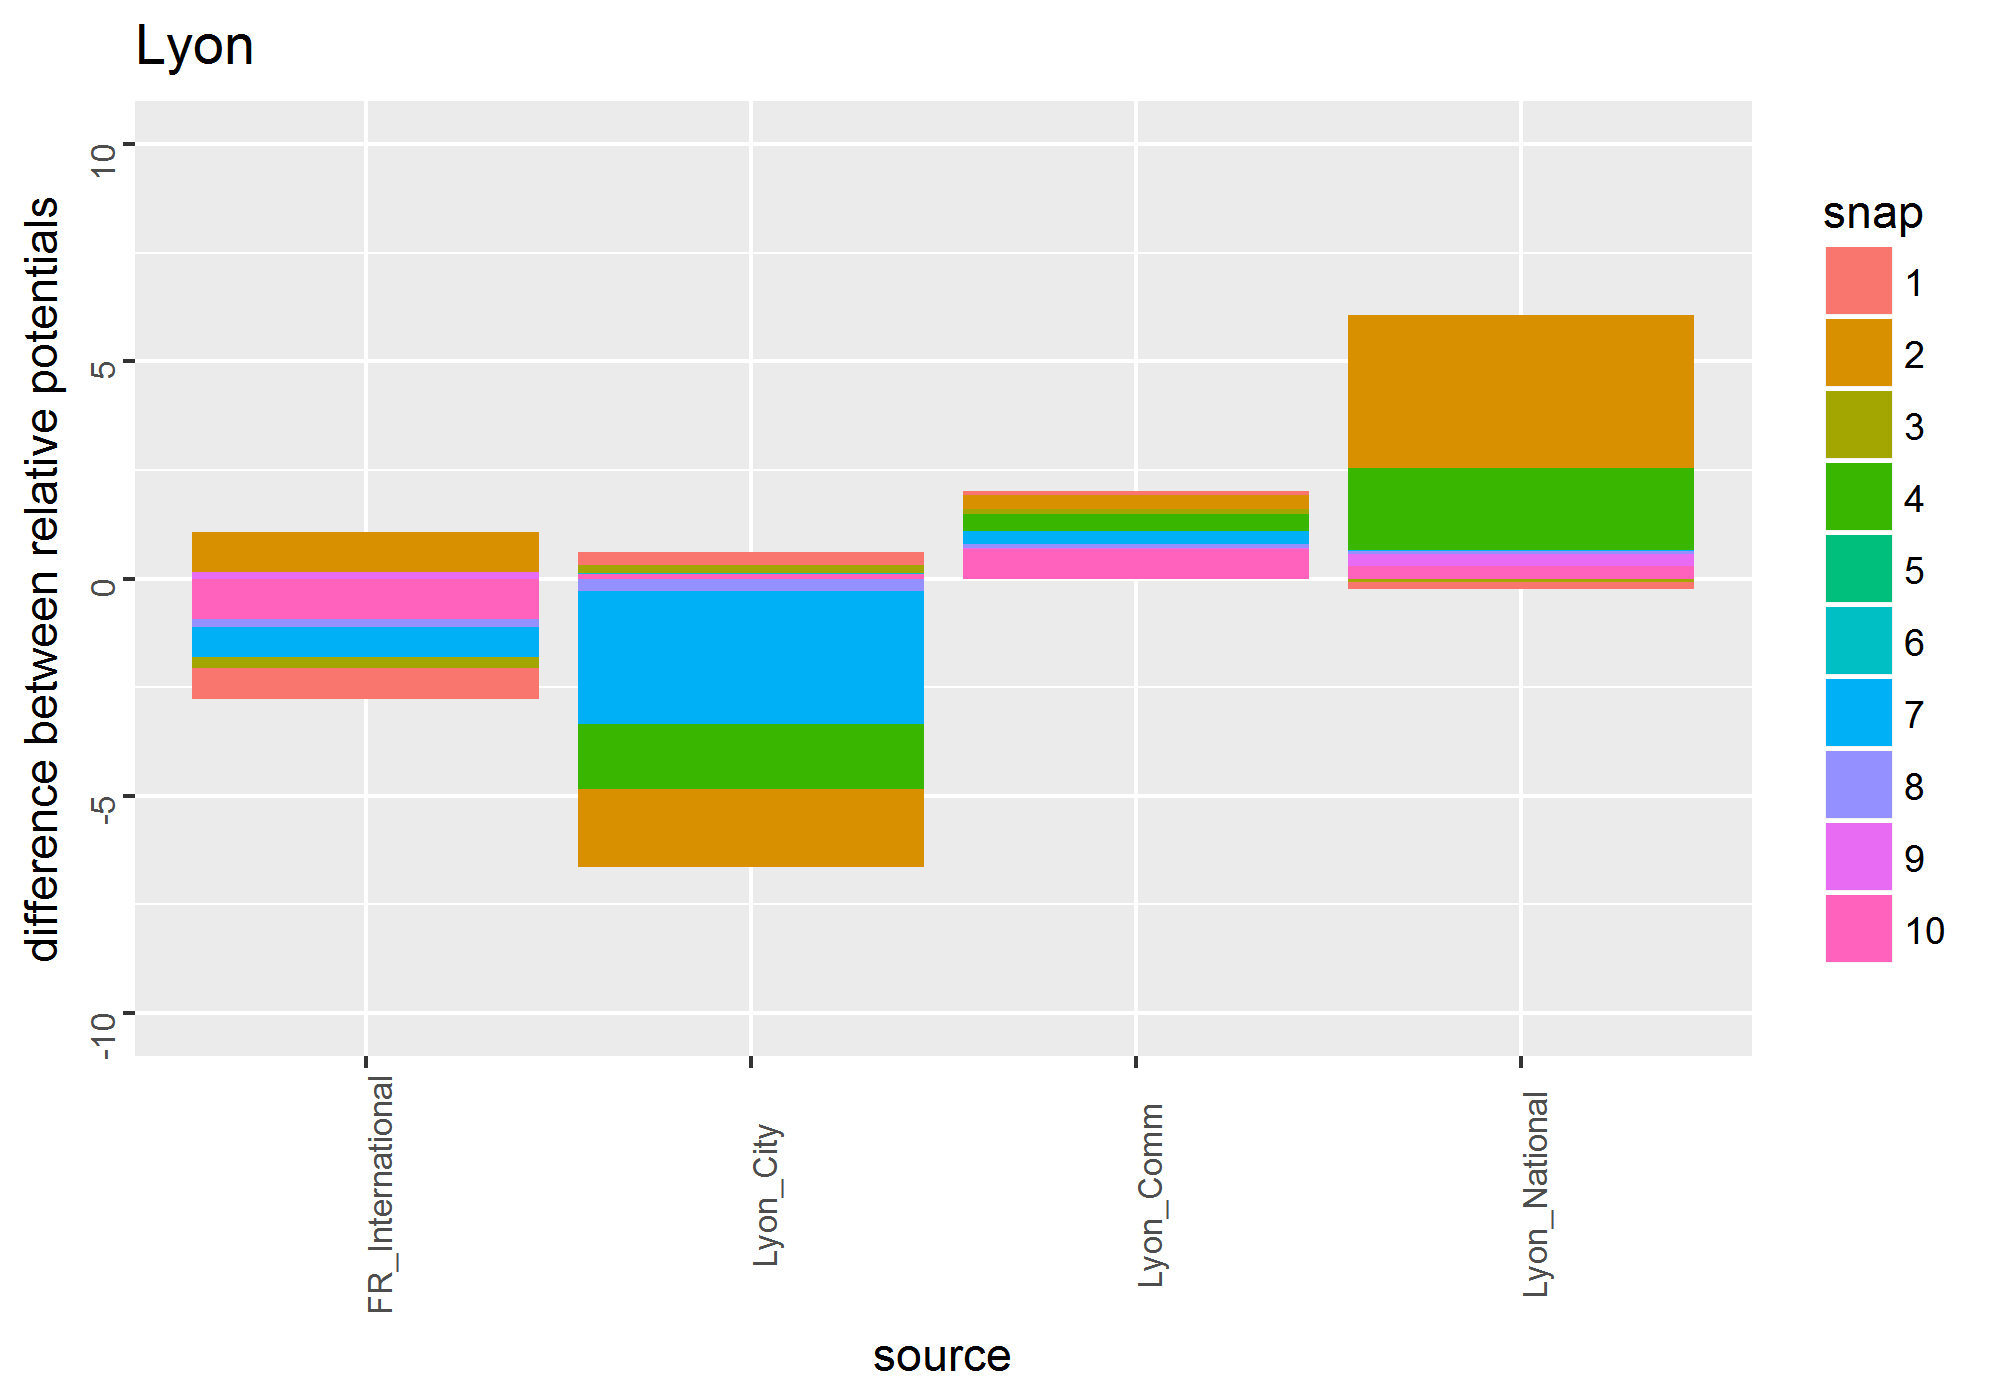 Lyon
difference between relative potentials
10
5
0
-5
-10
FR_International
Lyon_City
Lyon_Comm
Lyon_National
source
snap
1
2
3
4
5
6
7
8
9
10